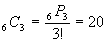 ₆C₃ = ₆P₃ / 3! = 20